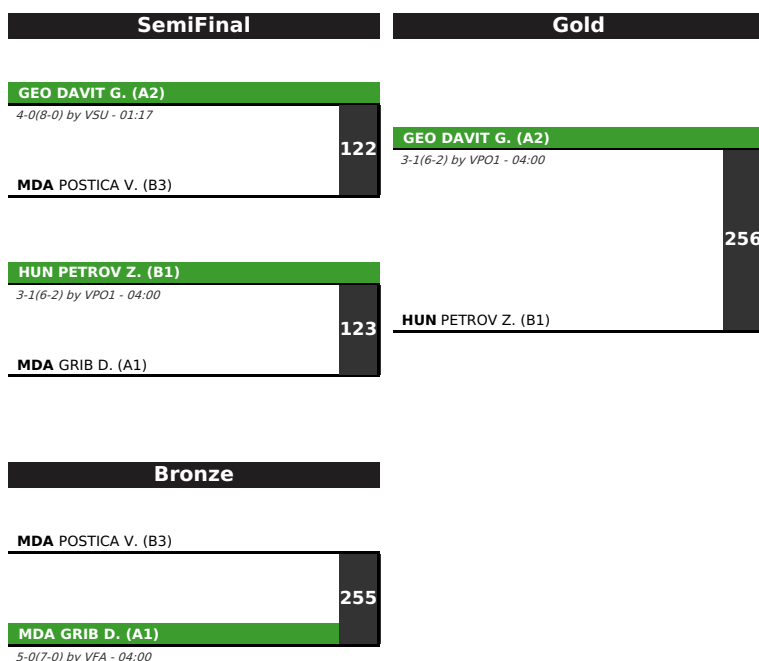 SemiFinal
GEO DAVIT G. (A2)
4-0(8-0) by VSU - 01:17
122
MDA POSTICA V. (B3)
HUN PETROV Z. (B1)
3-1(6-2) by VPO1 - 04:00
123
MDA GRIB D. (A1)
Gold
GEO DAVIT G. (A2)
3-1(6-2) by VPO1 - 04:00
256
HUN PETROV Z. (B1)
Bronze
MDA POSTICA V. (B3)
255
MDA GRIB D. (A1)
5-0(7-0) by VFA - 04:00